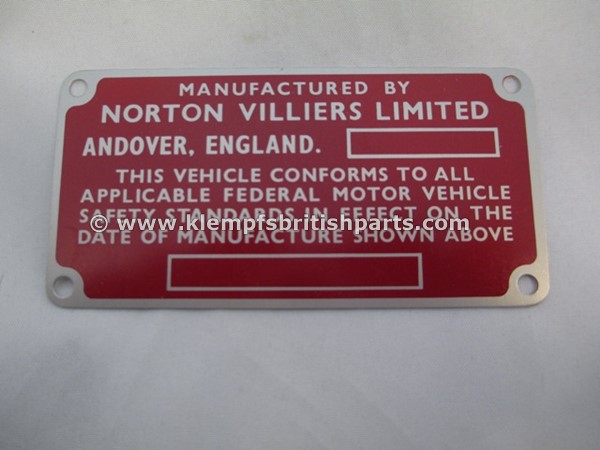 MANUFACTURED BY
NORTON VILLIERS LIMITED
ANDOVER, ENGLAND.
THIS VEHICLE CONFORMS TO ALL
APPLICABLE FEDERAL MOTOR VEHICLE
SAFETY STANDARDS IN EFFECT ON THE
© www.klempfsbritishparts.com
DATE OF MANUFACTURE SHOWN ABOVE